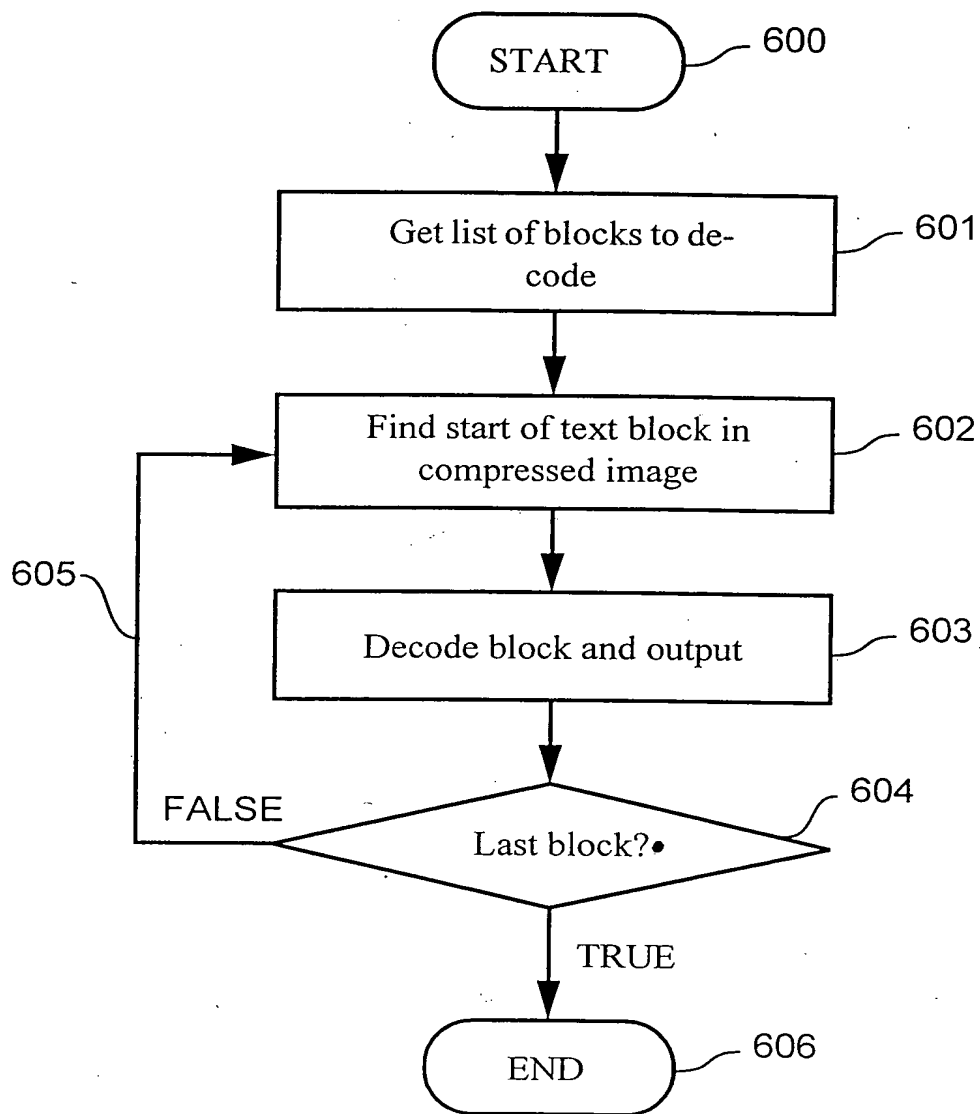 START
600
Get list of blocks to de-
code
601
Find start of text block in
compressed image
602
605
Decode block and output
603
FALSE
Last block?
604
TRUE
END
606